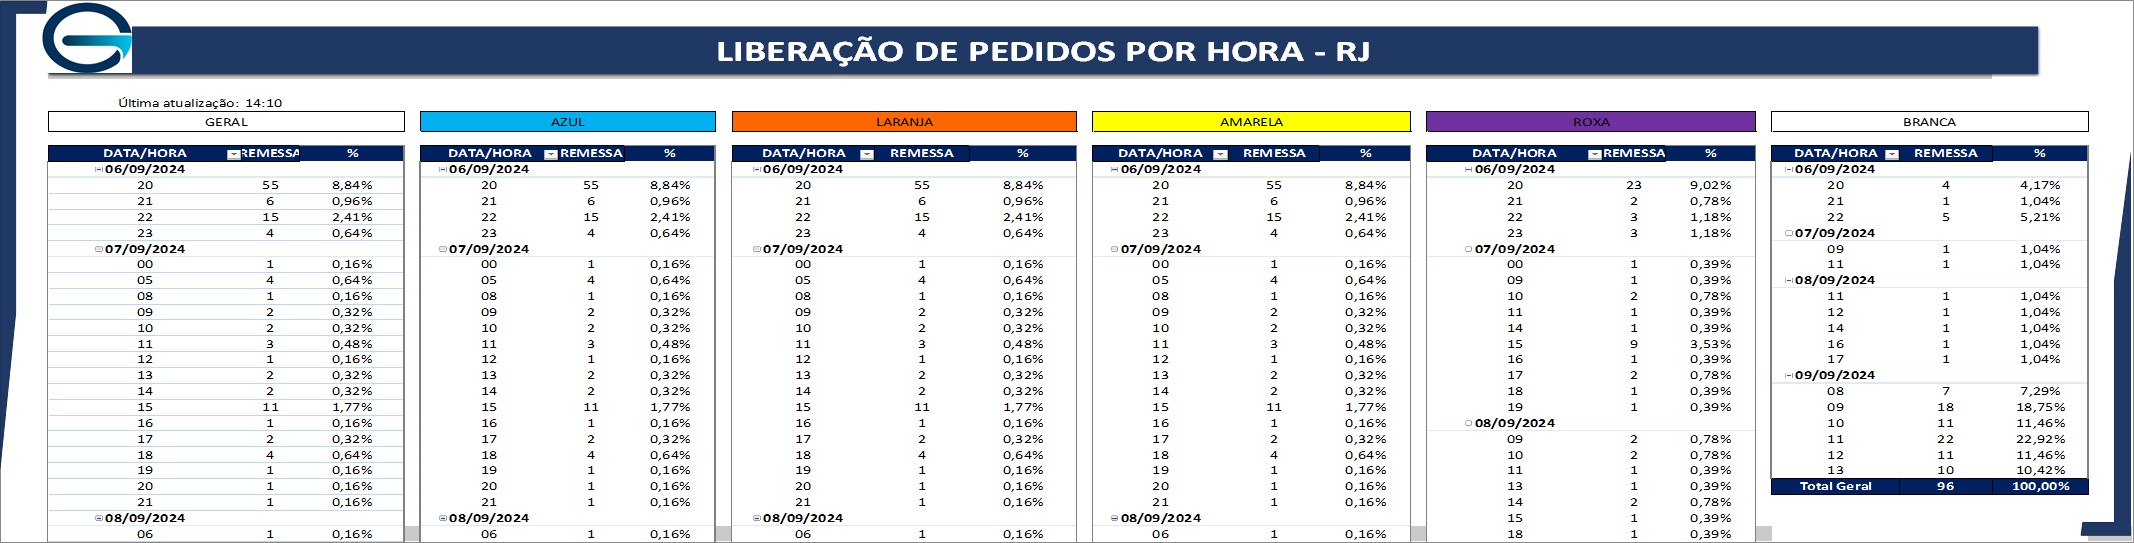 LIBERAÇÃO DE PEDIDOS POR HORA - RJ
Última atualização: 14:10
GERAL
DATA/HORA REMESSA %
06/09/2024
20 55 8,84%
21 6 0,96%
22 15 2,41%
23 4 0,64%
07/09/2024
00 1 0,16%
05 4 0,64%
08 1 0,16%
09 2 0,32%
10 2 0,32%
11 3 0,48%
12 1 0,16%
13 2 0,32%
14 2 0,32%
15 11 1,77%
16 1 0,16%
17 2 0,32%
18 4 0,64%
19 1 0,16%
20 1 0,16%
21 1 0,16%
08/09/2024
06 1 0,16%
AZUL
DATA/HORA REMESSA %
06/09/2024
20 55 8,84%
21 6 0,96%
22 15 2,41%
23 4 0,64%
07/09/2024
00 1 0,16%
05 4 0,64%
08 1 0,16%
09 2 0,32%
10 2 0,32%
11 3 0,48%
12 1 0,16%
13 2 0,32%
14 2 0,32%
15 11 1,77%
16 1 0,16%
17 2 0,32%
18 4 0,64%
19 1 0,16%
20 1 0,16%
21 1 0,16%
08/09/2024
06 1 0,16%
LARANJA
DATA/HORA REMESSA %
06/09/2024
20 55 8,84%
21 6 0,96%
22 15 2,41%
23 4 0,64%
07/09/2024
00 1 0,16%
05 4 0,64%
08 1 0,16%
09 2 0,32%
10 2 0,32%
11 3 0,48%
12 1 0,16%
13 2 0,32%
14 2 0,32%
15 11 1,77%
16 1 0,16%
17 2 0,32%
18 4 0,64%
19 1 0,16%
20 1 0,16%
21 1 0,16%
08/09/2024
06 1 0,16%
AMARELA
DATA/HORA REMESSA %
06/09/2024
20 55 8,84%
21 6 0,96%
22 15 2,41%
23 4 0,64%
07/09/2024
00 1 0,16%
05 4 0,64%
08 1 0,16%
09 2 0,32%
10 2 0,32%
11 3 0,48%
12 1 0,16%
13 2 0,32%
14 2 0,32%
15 11 1,77%
16 1 0,16%
17 2 0,32%
18 4 0,64%
19 1 0,16%
20 1 0,16%
21 1 0,16%
08/09/2024
06 1 0,16%
ROXA
DATA/HORA REMESSA %
06/09/2024
20 23 9,02%
21 2 0,78%
22 3 1,18%
23 3 1,18%
07/09/2024
00 1 0,39%
09 1 0,39%
10 2 0,78%
11 1 0,39%
14 1 0,39%
15 9 3,53%
16 1 0,39%
17 2 0,78%
18 1 0,39%
19 1 0,39%
08/09/2024
09 2 0,78%
10 2 0,78%
11 1 0,39%
13 1 0,39%
14 2 0,78%
15 1 0,39%
18 1 0,39%
BRANCA
DATA/HORA REMESSA %
06/09/2024
20 4 4,17%
21 1 1,04%
22 5 5,21%
07/09/2024
09 1 1,04%
11 1 1,04%
08/09/2024
11 1 1,04%
12 1 1,04%
14 1 1,04%
16 1 1,04%
17 1 1,04%
09/09/2024
08 7 7,29%
09 18 18,75%
10 11 11,46%
11 22 22,92%
12 11 11,46%
13 10 10,42%
Total Geral 96 100,00%